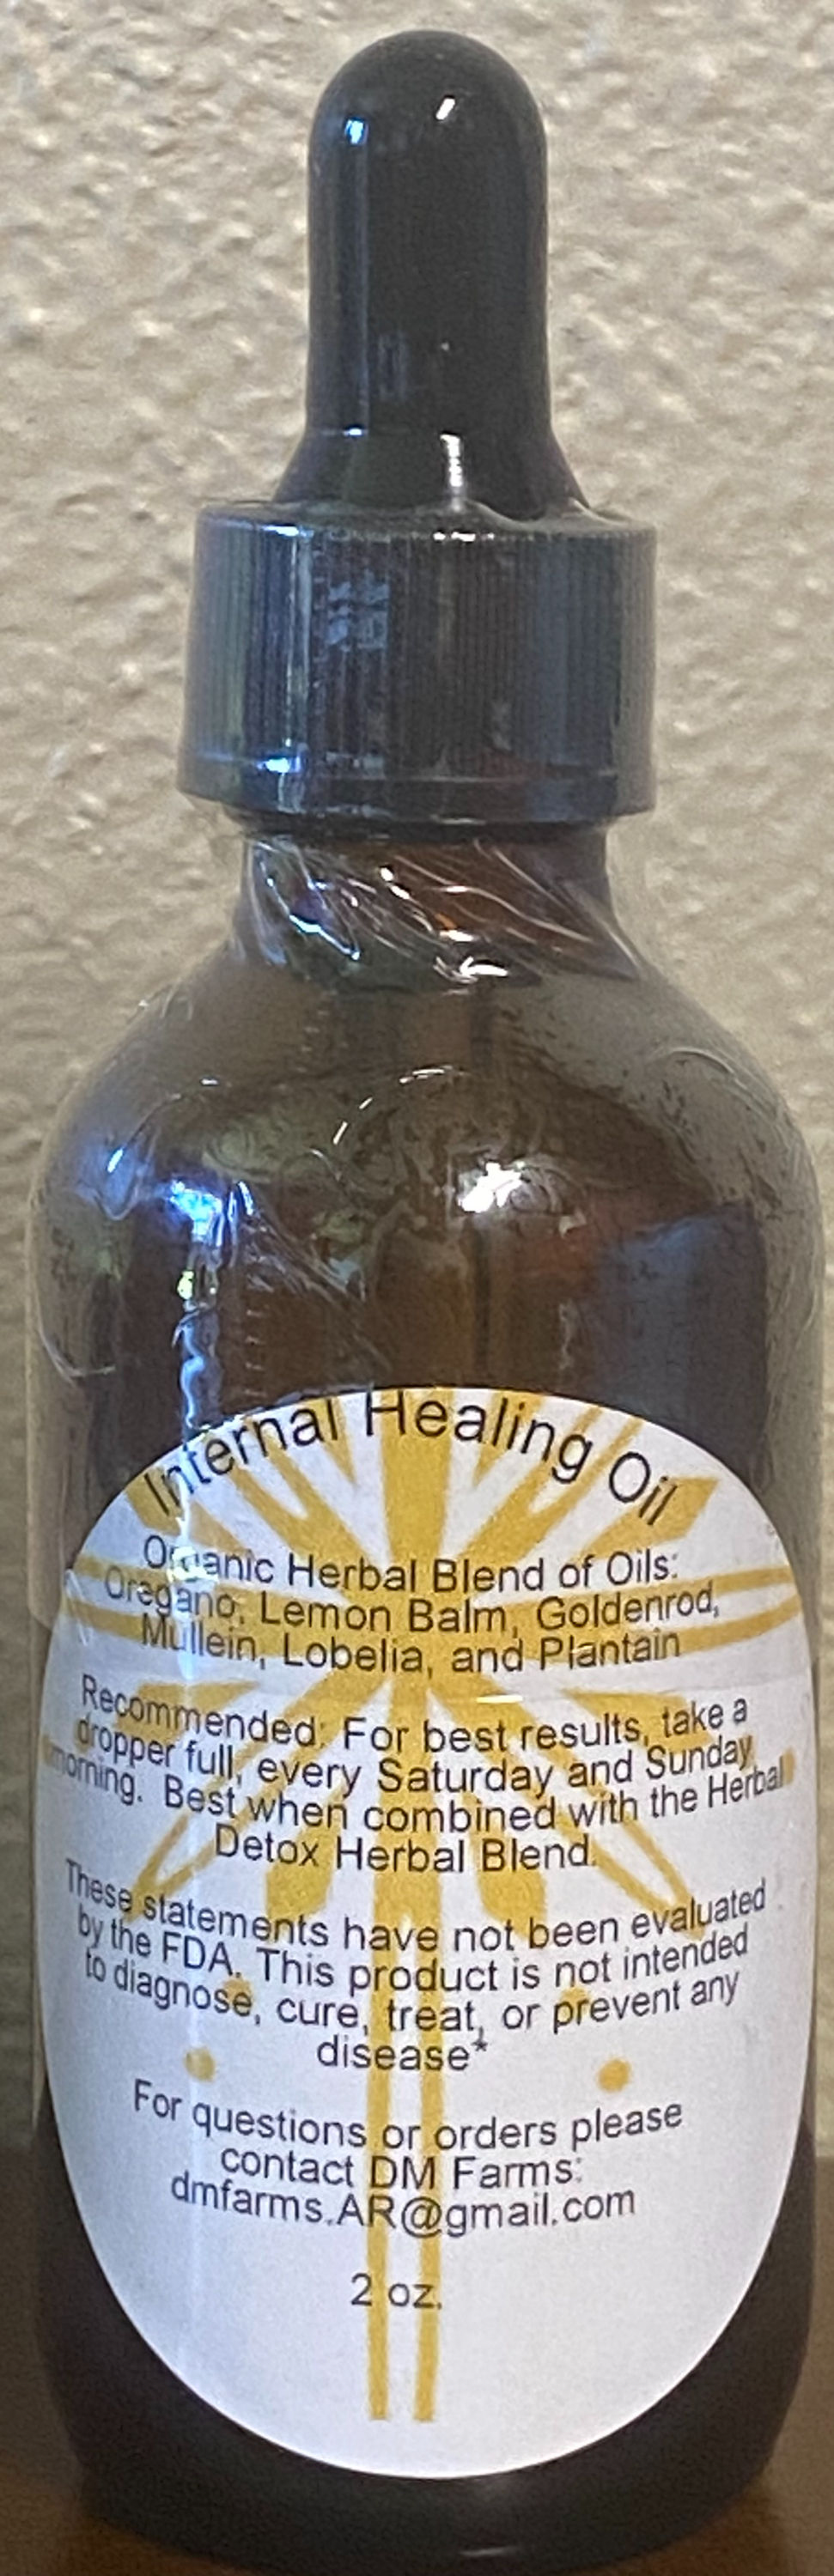 Internal Healing Oil
Organic Herbal Blend of Oils:
Oregano, Lemon Balm, Goldenrod,
Mullein, Lobelia, and Plantain
Recommended: For best results, take a
dropper full, every Saturday and Sunday
morning. Best when combined with the Herbal
Detox Herbal Blend.
These statements have not been evaluated
by the FDA. This product is not intended
to diagnose, cure, treat, or prevent any
disease*
For questions or orders please
contact DM Farms:
dmfarms.AR@gmail.com
2 oz.